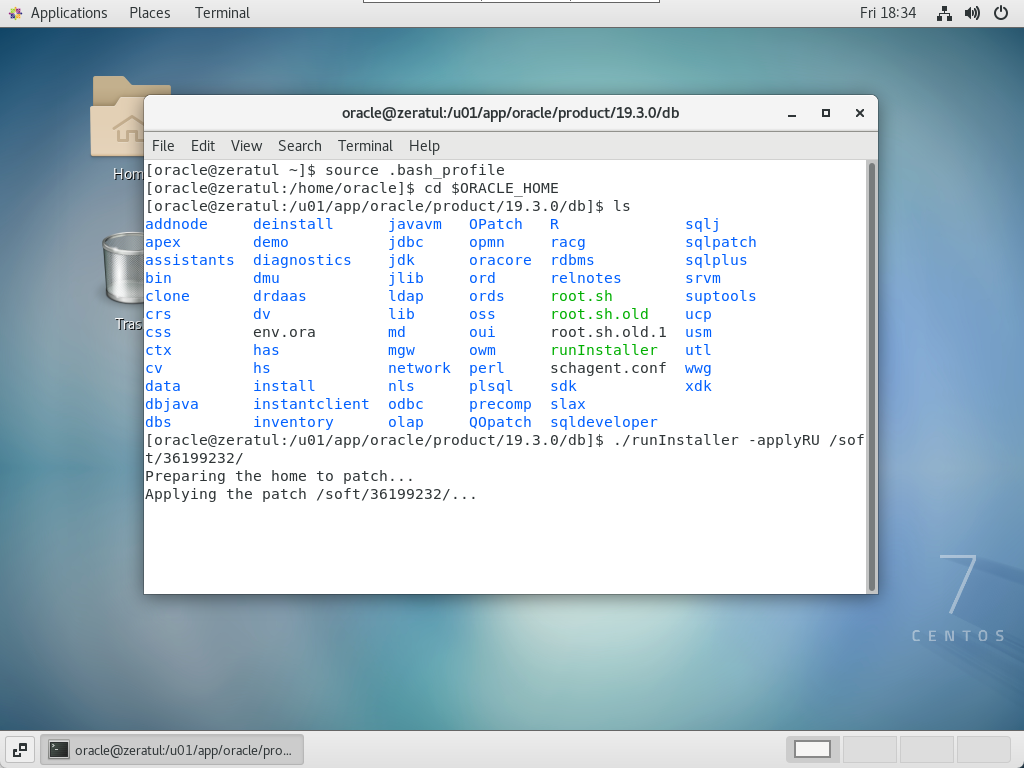 Applications Places Terminal Fri 18:34
Hom
Tras
oracle@zeratul:/u01/app/oracle/product/19.3.0/db
File Edit View Search Terminal Help
[oracle@zeratul ~]$ source .bash_profile
[oracle@zeratul:/home/oracle]$ cd $ORACLE_HOME
[oracle@zeratul:/u01/app/oracle/product/19.3.0/db]$ ls
addnode deinstall javavm OPatch R sqlj
apex demo jdbc opmn racg sqlpatch
assistants diagnostics jdk oracore rdbms sqlplus
bin dmu jlib ord relnotes srvm
clone drdaas ldap ords root.sh suptools
crs dv lib oss root.sh.old ucp
css env.ora md oui root.sh.old.1 usm
ctx has mgw owm runInstaller utl
cv hs network perl schagent.conf wwg
data install nls plsql sdk xdk
dbjava instantclient odbc precomp slax
dbs inventory olap QOpatch sqldeveloper
[oracle@zeratul:/u01/app/oracle/product/19.3.0/db]$ ./runInstaller -applyRU /sof
t/36199232/
Preparing the home to patch...
Applying the patch /soft/36199232/...
7
CENTOS
oracle@zeratul:/u01/app/oracle/pro...